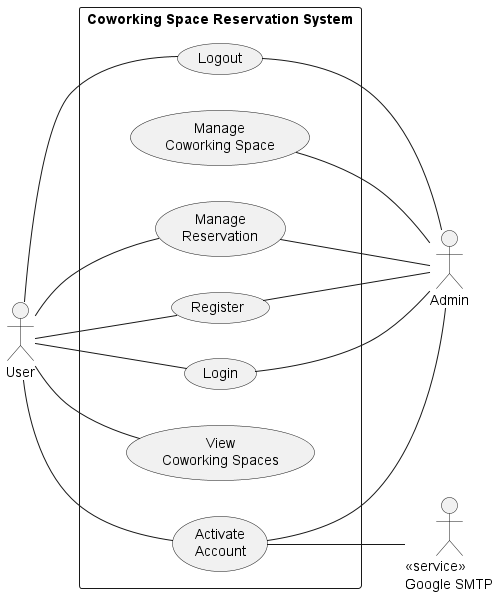 Coworking Space Reservation System
Logout
Manage
Coworking Space
Manage
Reservation
Register
Login
View
Coworking Spaces
Activate
Account
User
Admin
«service»
Google SMTP